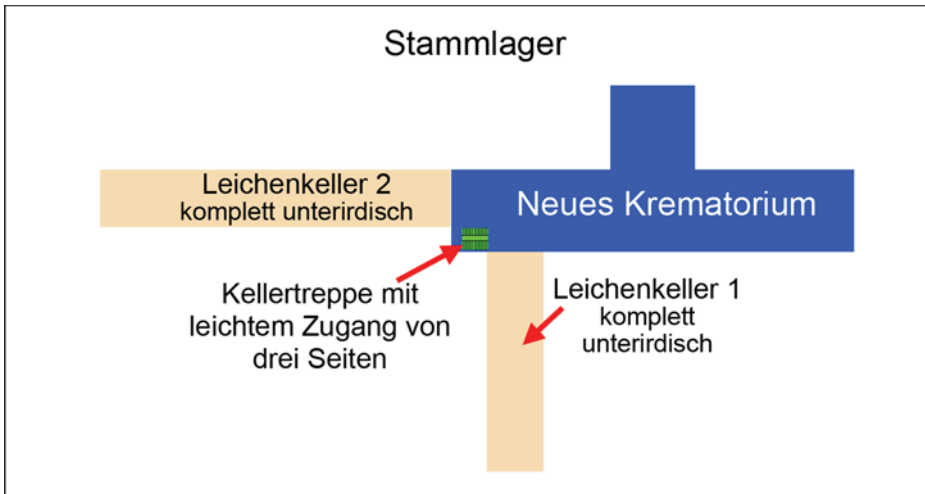 Stammlager
Leichenkeller 2
komplett unterirdisch
Neues Krematorium
Kellertreppe mit
leichtem Zugang von
drei Seiten
Leichenkeller 1
komplett
unterirdisch